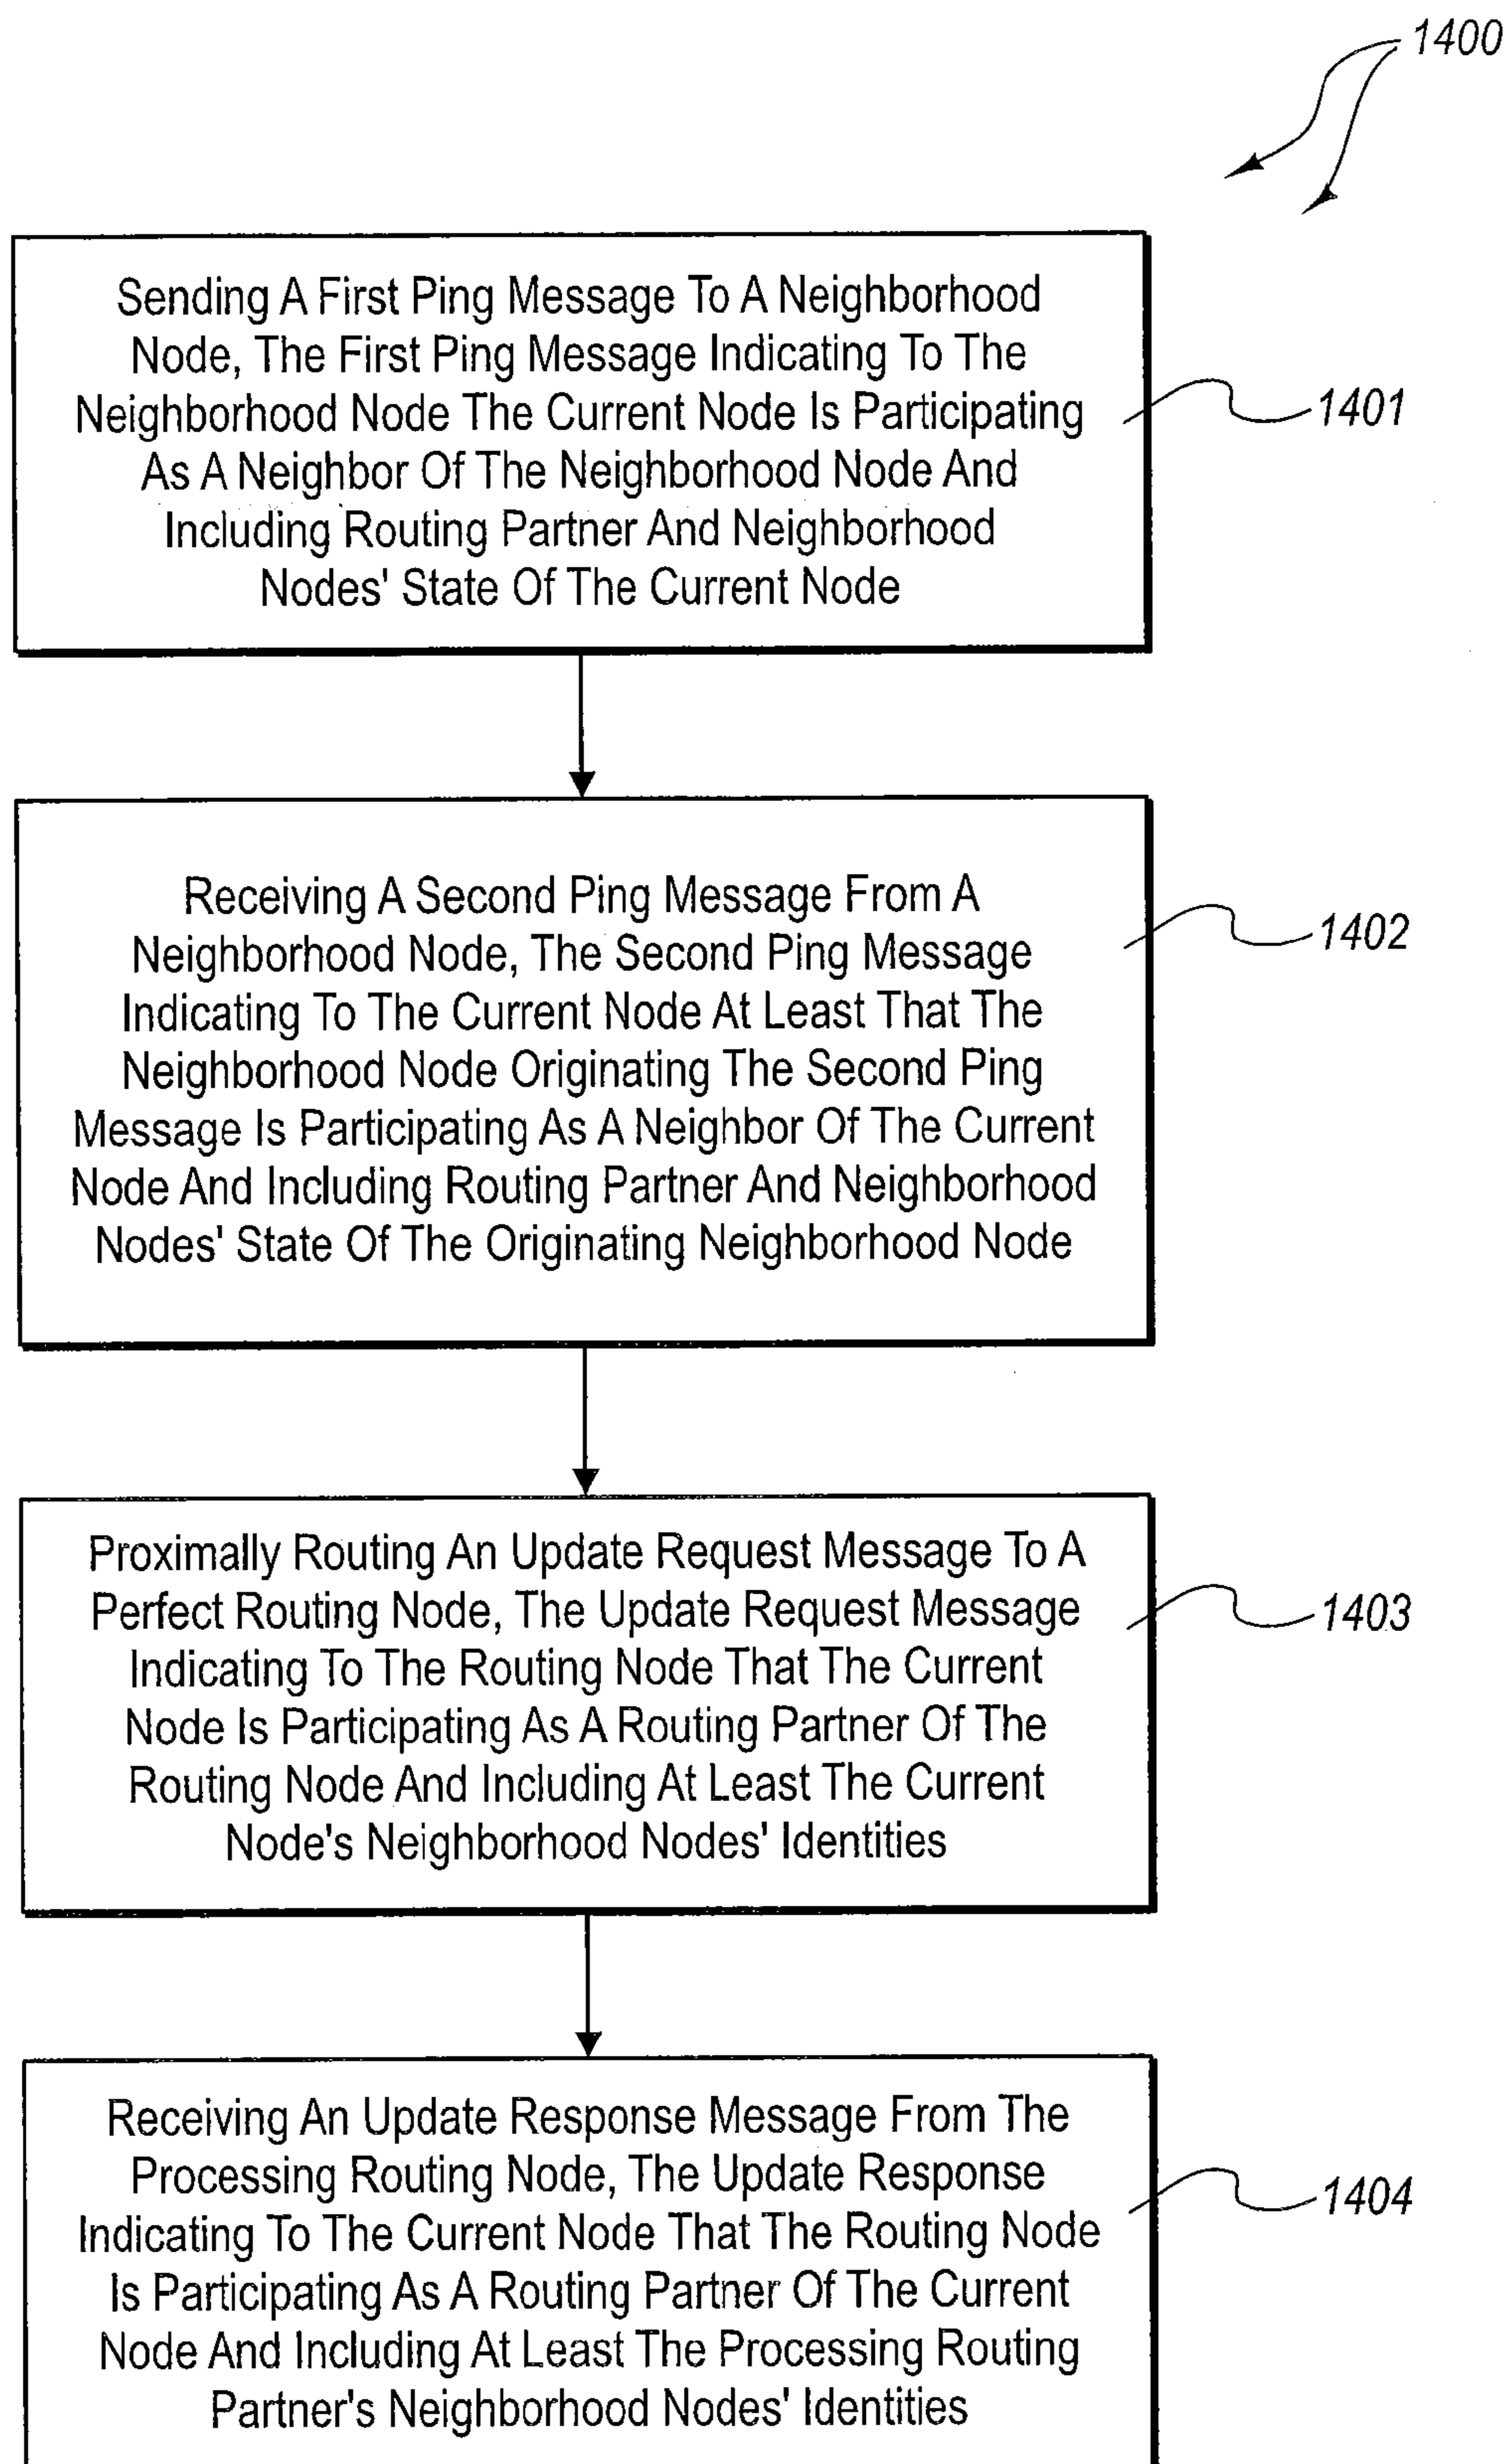 1400
Sending A First Ping Message To A Neighborhood
Node, The First Ping Message Indicating To The
Neighborhood Node The Current Node Is Participating
As A Neighbor Of The Neighborhood Node And
Including Routing Partner And Neighborhood
Nodes' State Of The Current Node
1401
Receiving A Second Ping Message From A
Neighborhood Node, The Second Ping Message
Indicating To The Current Node At Least That The
Neighborhood Node Originating The Second Ping
Message Is Participating As A Neighbor Of The Current
Node And Including Routing Partner And Neighborhood
Nodes' State Of The Originating Neighborhood Node
1402
Proximally Routing An Update Request Message To A
Perfect Routing Node, The Update Request Message
Indicating To The Routing Node That The Current
Node Is Participating As A Routing Partner Of The
Routing Node And Including At Least The Current
Node's Neighborhood Nodes' Identities
1403
Receiving An Update Response Message From The
Processing Routing Node, The Update Response
Indicating To The Current Node That The Routing Node
Is Participating As A Routing Partner Of The Current
Node And Including At Least The Processing Routing
Partner's Neighborhood Nodes' Identities
1404